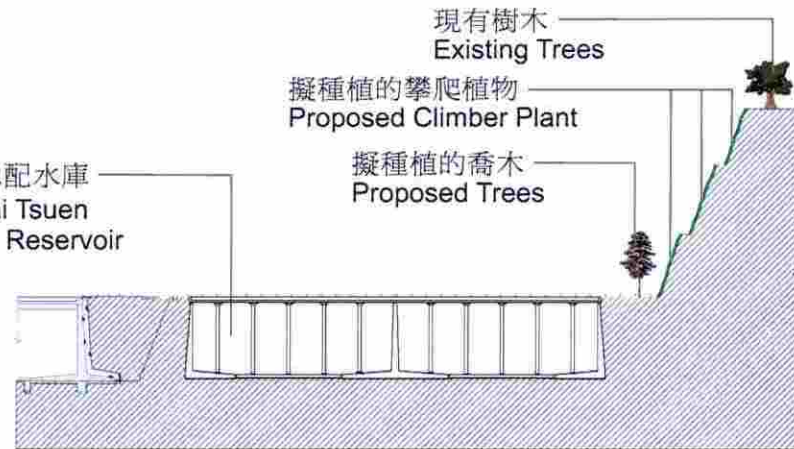 現有樹木
Existing Trees
擬種植的攀爬植物
Proposed Climber Plant
擬種植的喬木
Proposed Trees
配水庫
Tsuen
Reservoir